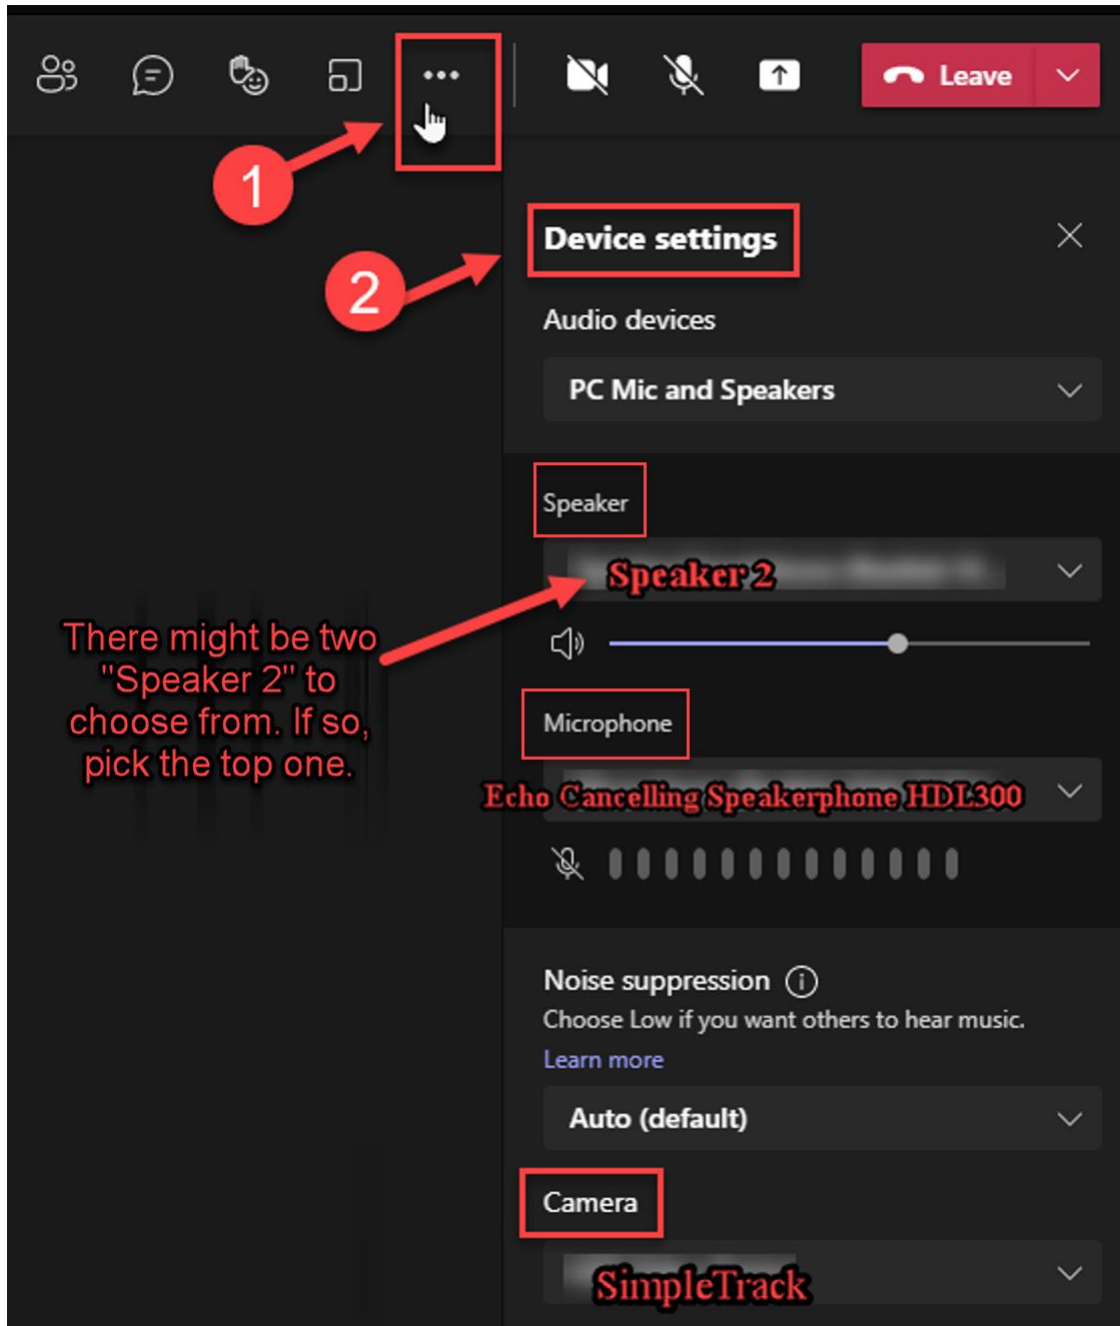 Leave
1
Device settings
2
Audio devices
PC Mic and Speakers
Speaker
Speaker 2
There might be two
"Speaker 2" to
choose from. If so,
pick the top one.
Microphone
Echo Cancelling Speakerphone HDL300
Noise suppression
Choose Low if you want others to hear music.
Learn more
Auto (default)
Camera
SimpleTrack